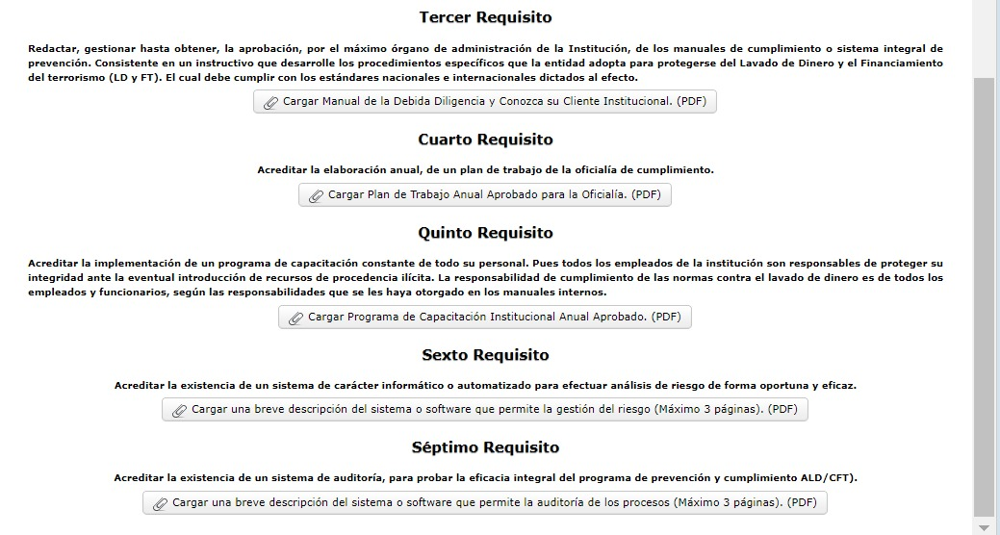 Tercer Requisito
Redactar, gestionar hasta obtener, la aprobación, por el máximo órgano de administración de la Institución, de los manuales de cumplimiento o sistema integral de
prevención. Consistente en un instructivo que desarrolle los procedimientos específicos que la entidad adopta para protegerse del Lavado de Dinero y el Financiamiento
del terrorismo (LD y FT). El cual debe cumplir con los estándares nacionales e internacionales dictados al efecto.
Cargar Manual de la Debida Diligencia y Conozca su Cliente Institucional. (PDF)
Cuarto Requisito
Acreditar la elaboración anual, de un plan de trabajo de la oficialía de cumplimiento.
Cargar Plan de Trabajo Anual Aprobado para la Oficialía. (PDF)
Quinto Requisito
Acreditar la implementación de un programa de capacitación constante de todo su personal. Pues todos los empleados de la institución son responsables de proteger su
integridad ante la eventual introducción de recursos de procedencia ilícita. La responsabilidad de cumplimiento de las normas contra el lavado de dinero es de todos los
empleados y funcionarios, según las responsabilidades que se les haya otorgado en los manuales internos.
Cargar Programa de Capacitación Institucional Anual Aprobado. (PDF)
Sexto Requisito
Acreditar la existencia de un sistema de carácter informático o automatizado para efectuar análisis de riesgo de forma oportuna y eficaz.
Cargar una breve descripción del sistema o software que permite la gestión del riesgo (Máximo 3 páginas). (PDF)
Séptimo Requisito
Acreditar la existencia de un sistema de auditoría, para probar la eficacia integral del programa de prevención y cumplimiento ALD/CFT).
Cargar una breve descripción del sistema o software que permite la auditoría de los procesos (Máximo 3 páginas). (PDF)